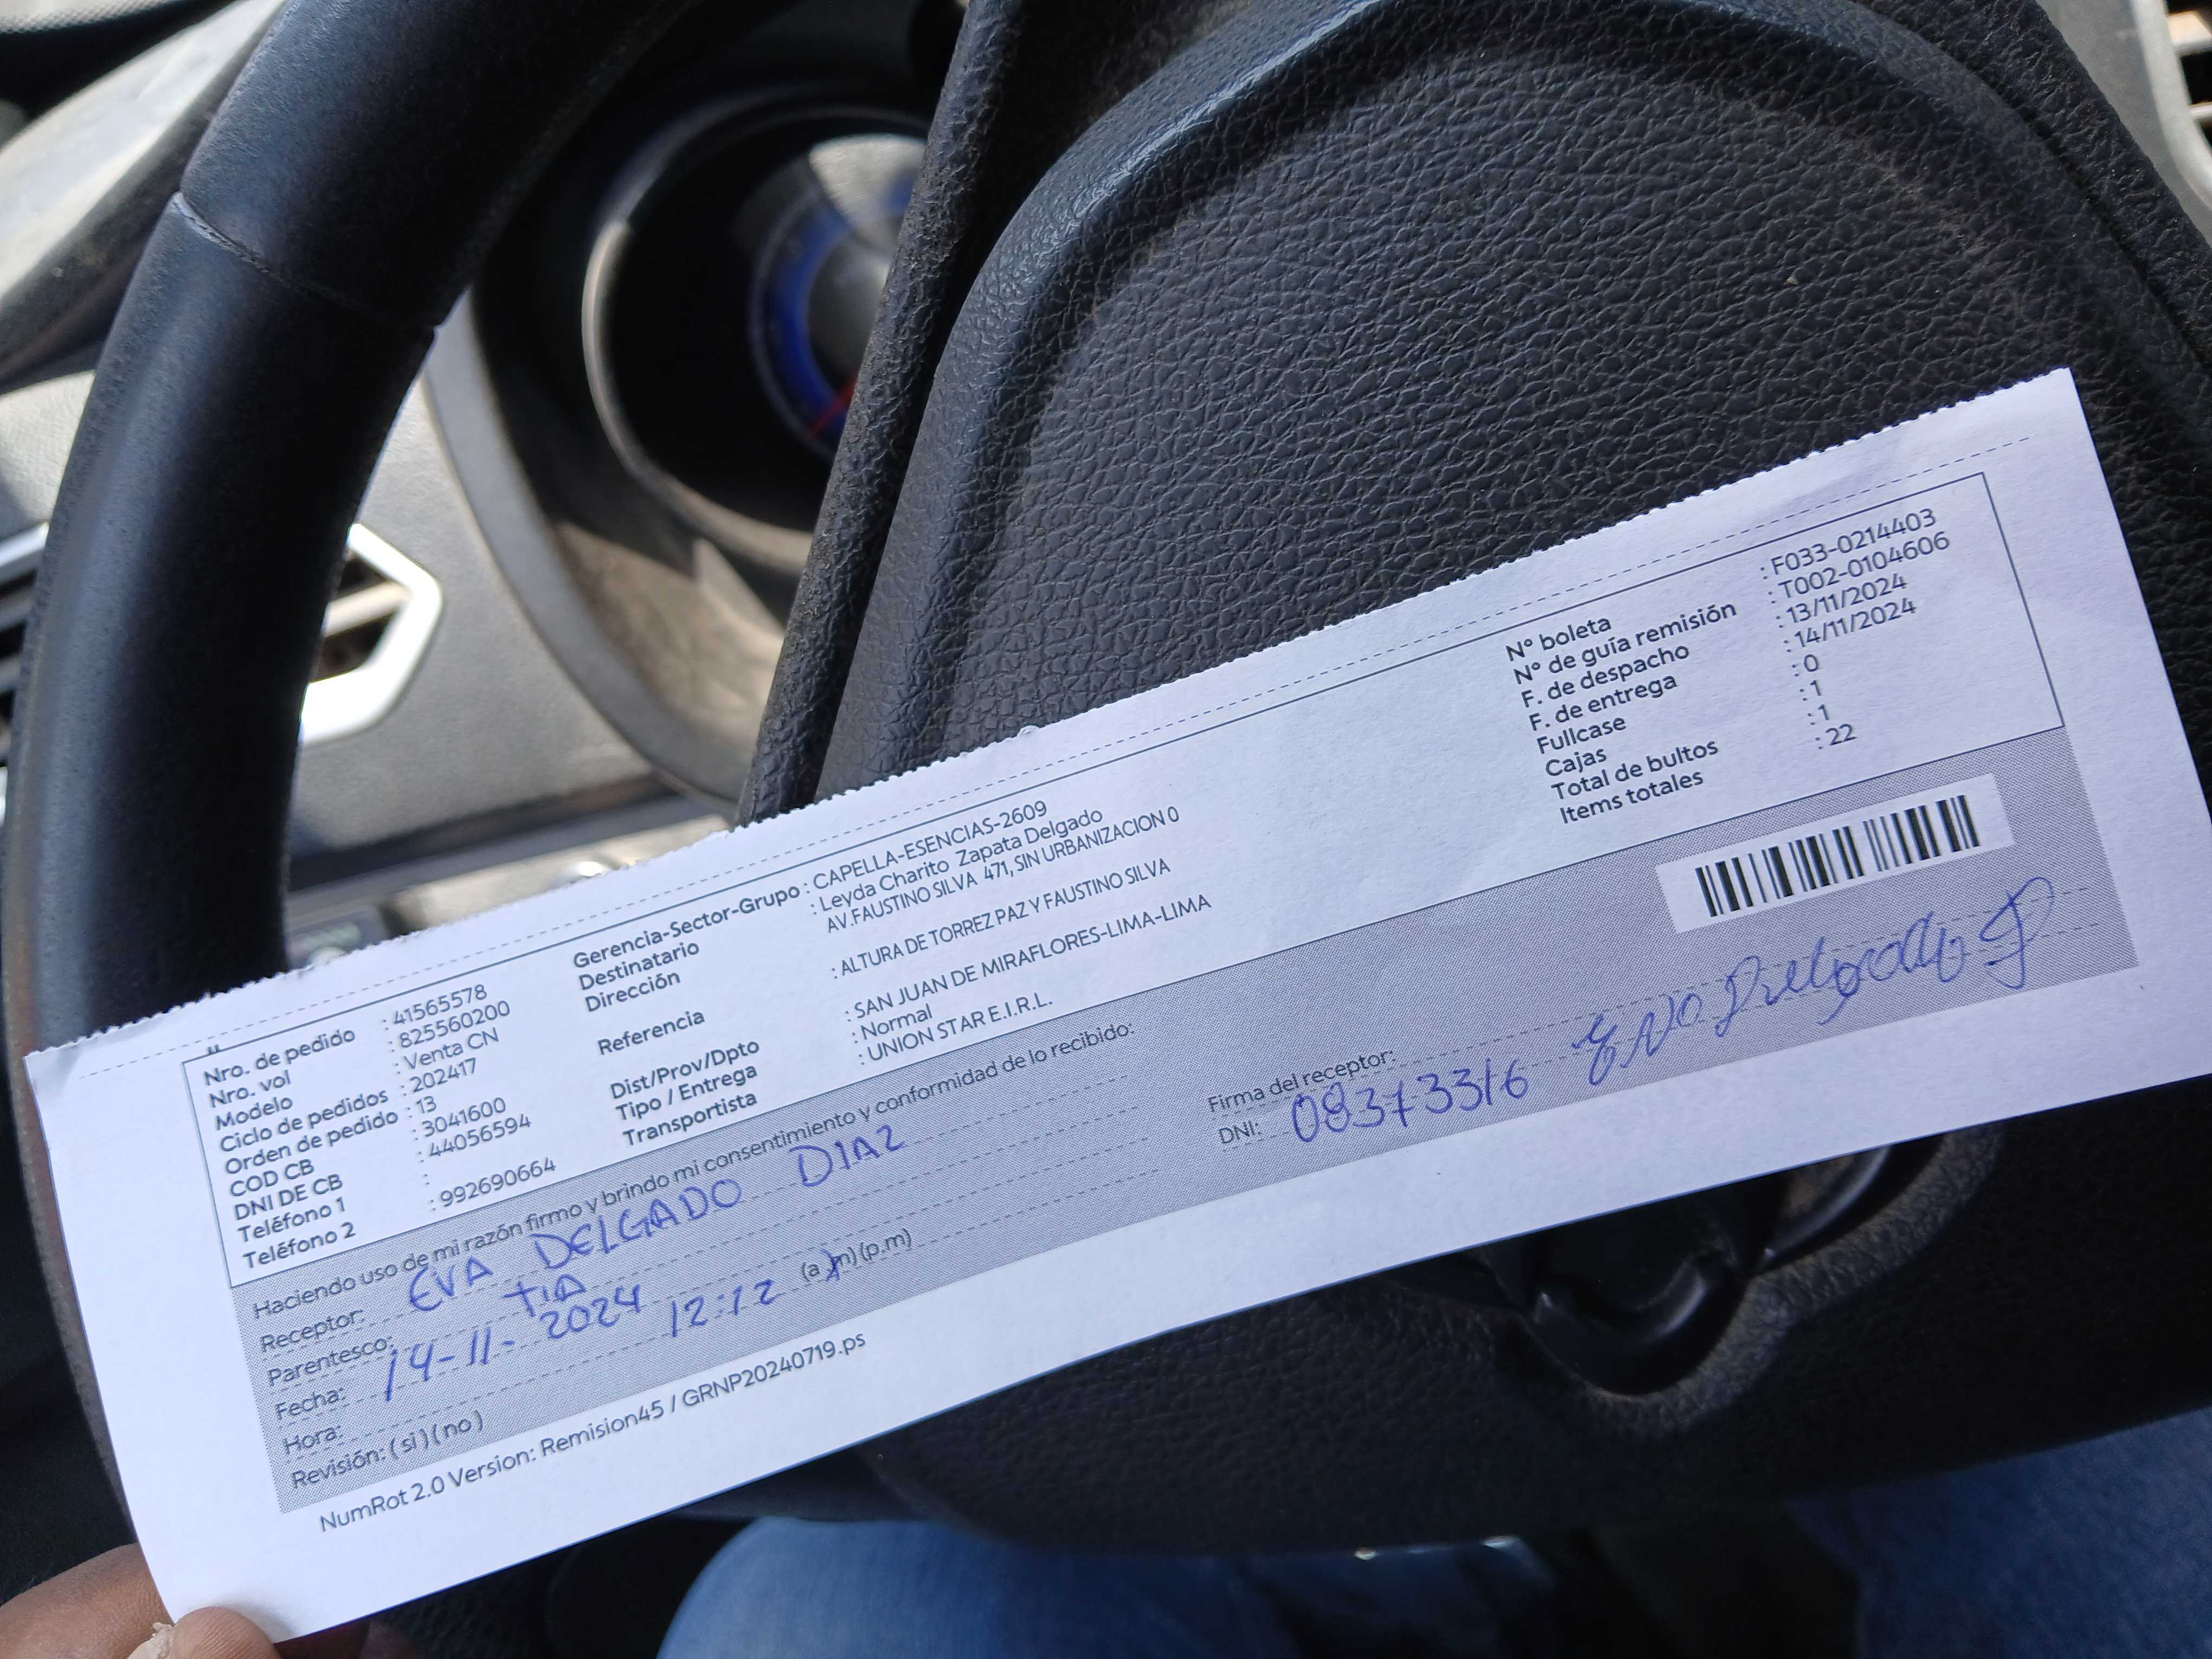 Nro. de pedido : 41565578
Nro. vol : 825560200
Modelo : Venta CN
Ciclo de pedidos : 202417
Orden de pedido : 13
COD CB : 3041600
DNI DE CB : 44056594
Teléfono 1 :
Teléfono 2 : 992690664
Gerencia-Sector-Grupo : CAPELLA-ESENCIAS-2609
Destinatario : Leyda Charito Zapata Delgado
Dirección AV.FAUSTINO SILVA 471, SIN URBANIZACION 0
Referencia : ALTURA DE TORREZ PAZ Y FAUSTINO SILVA
Dist/Prov/Dpto : SAN JUAN DE MIRAFLORES-LIMA-LIMA
Tipo / Entrega : Normal
Transportista : UNION STAR E.I.R.L.
N° boleta : F033-0214403
N° de guía remisión : T002-0104606
F. de despacho : 13/11/2024
F. de entrega : 14/11/2024
Fullcase : 0
Cajas : 1
Total de bultos : 1
Items totales : 22
Haciendo uso de mi razón firmo y brindo mi consentimiento y conformidad de lo recibido:
Receptor: EVA DELGADO DIAZ
Parentesco: TIA
Fecha: 14-11-2024
Hora: 12:12 (a.m) (p.m)
Revisión: (si) (no)
Firma del receptor:
DNI:
NumRot 2.0 Version: Remision45 / GRNP20240719.ps